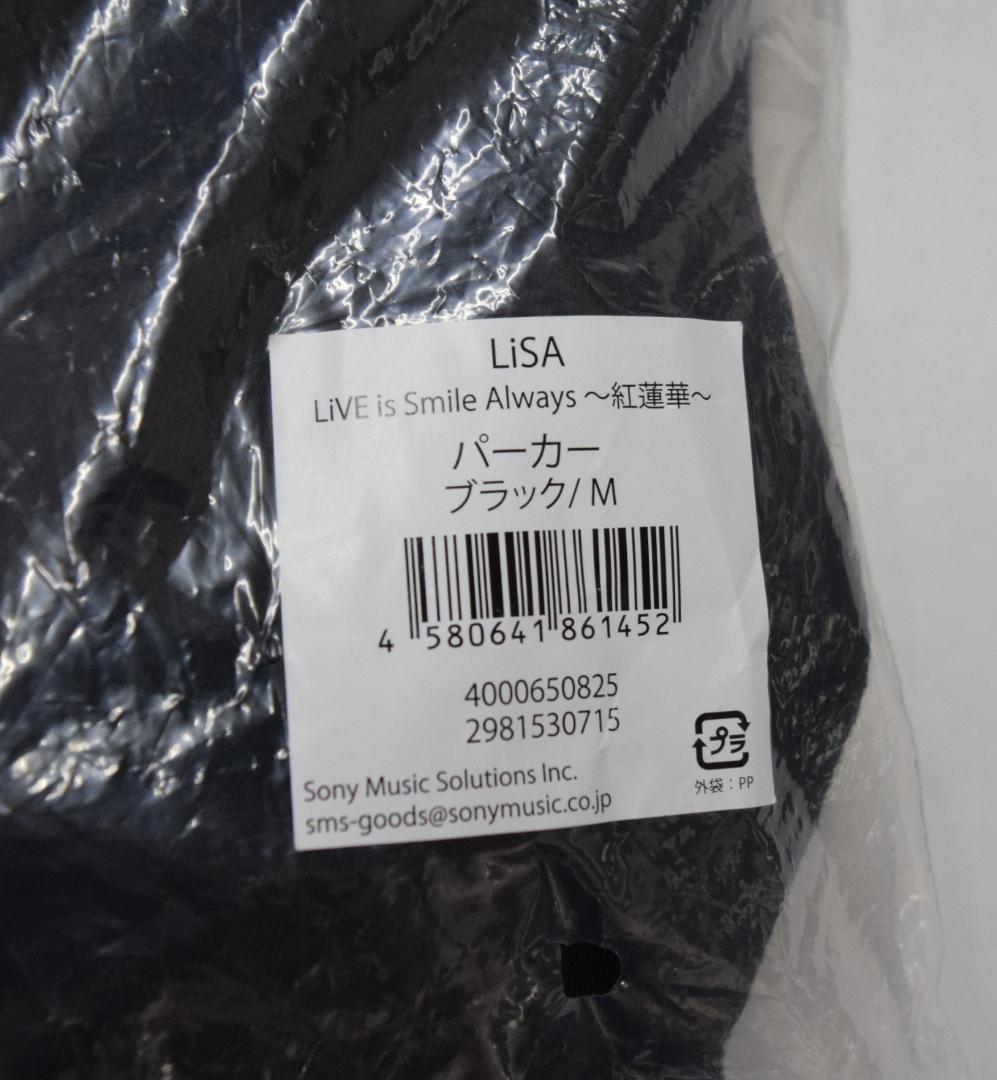 LiSA
LiVE is Smile Always ～紅蓮華～
パーカー
ブラック/ M
4 580641 861452
4000650825
2981530715
プラ
外袋：PP
Sony Music Solutions Inc.
sms-goods@sonymusic.co.jp